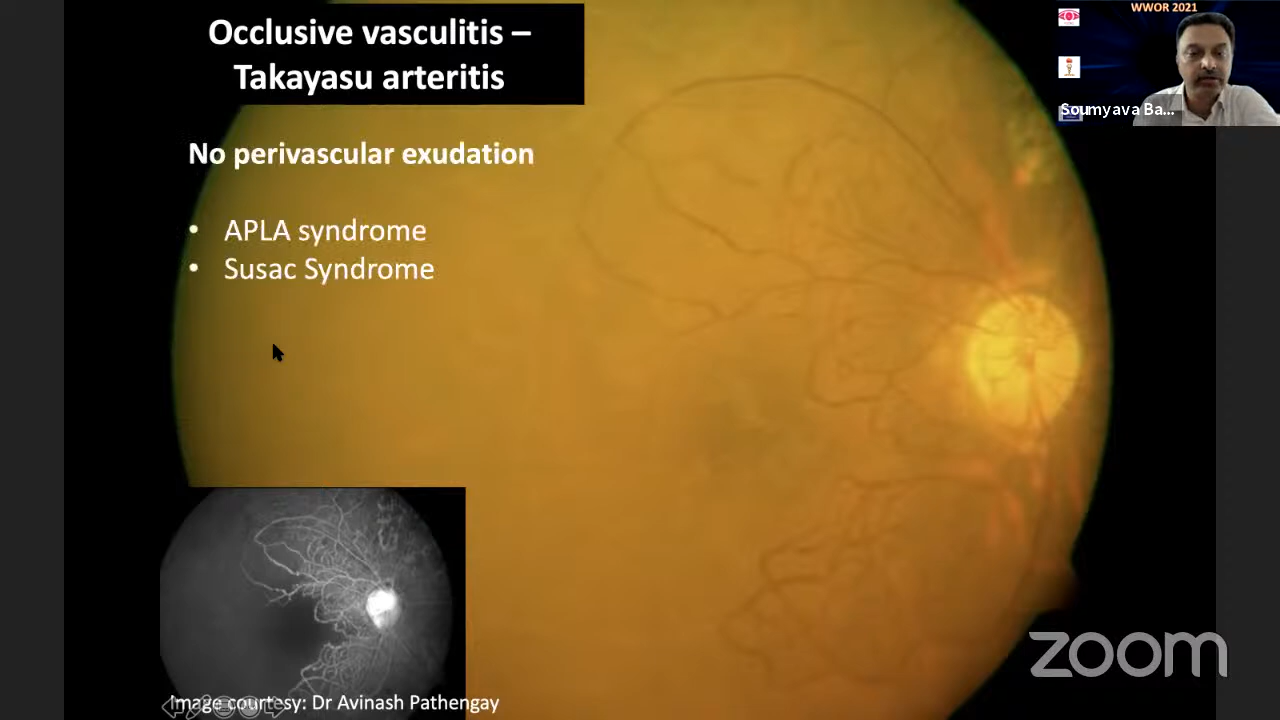 Occlusive vasculitis –
Takayasu arteritis
WWOR 2021
Soumyava Ba...
No perivascular exudation
• APLA syndrome
• Susac Syndrome
zoom
Image courtesy: Dr Avinash Pathengay